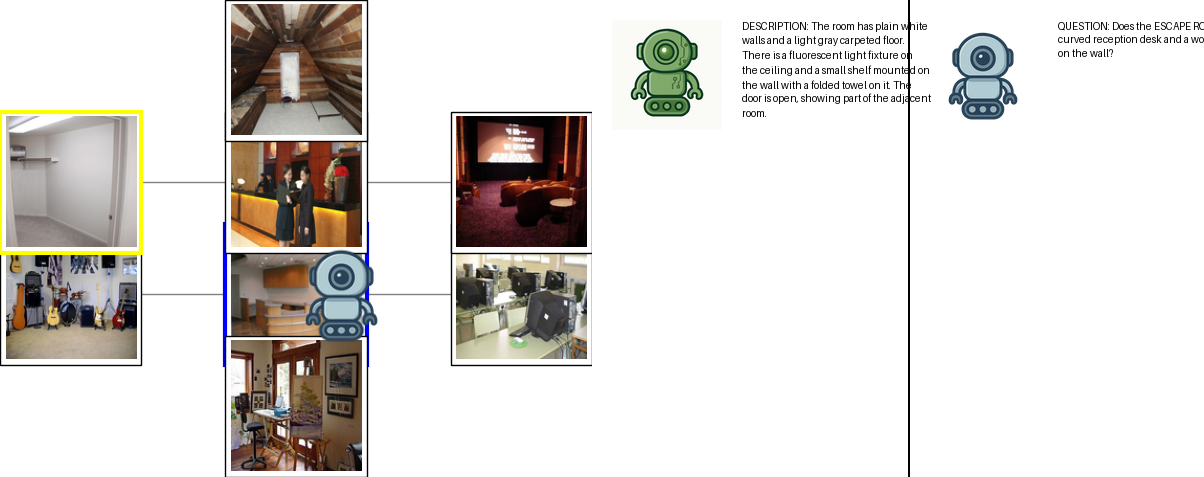 DESCRIPTION: The room has plain white
walls and a light gray carpeted floor.
There is a fluorescent light fixture on
the ceiling and a small shelf mounted on
the wall with a folded towel on it. The
door is open, showing part of the adjacent
room.
QUESTION: Does the ESCAPE RO
curved reception desk and a wo
on the wall?